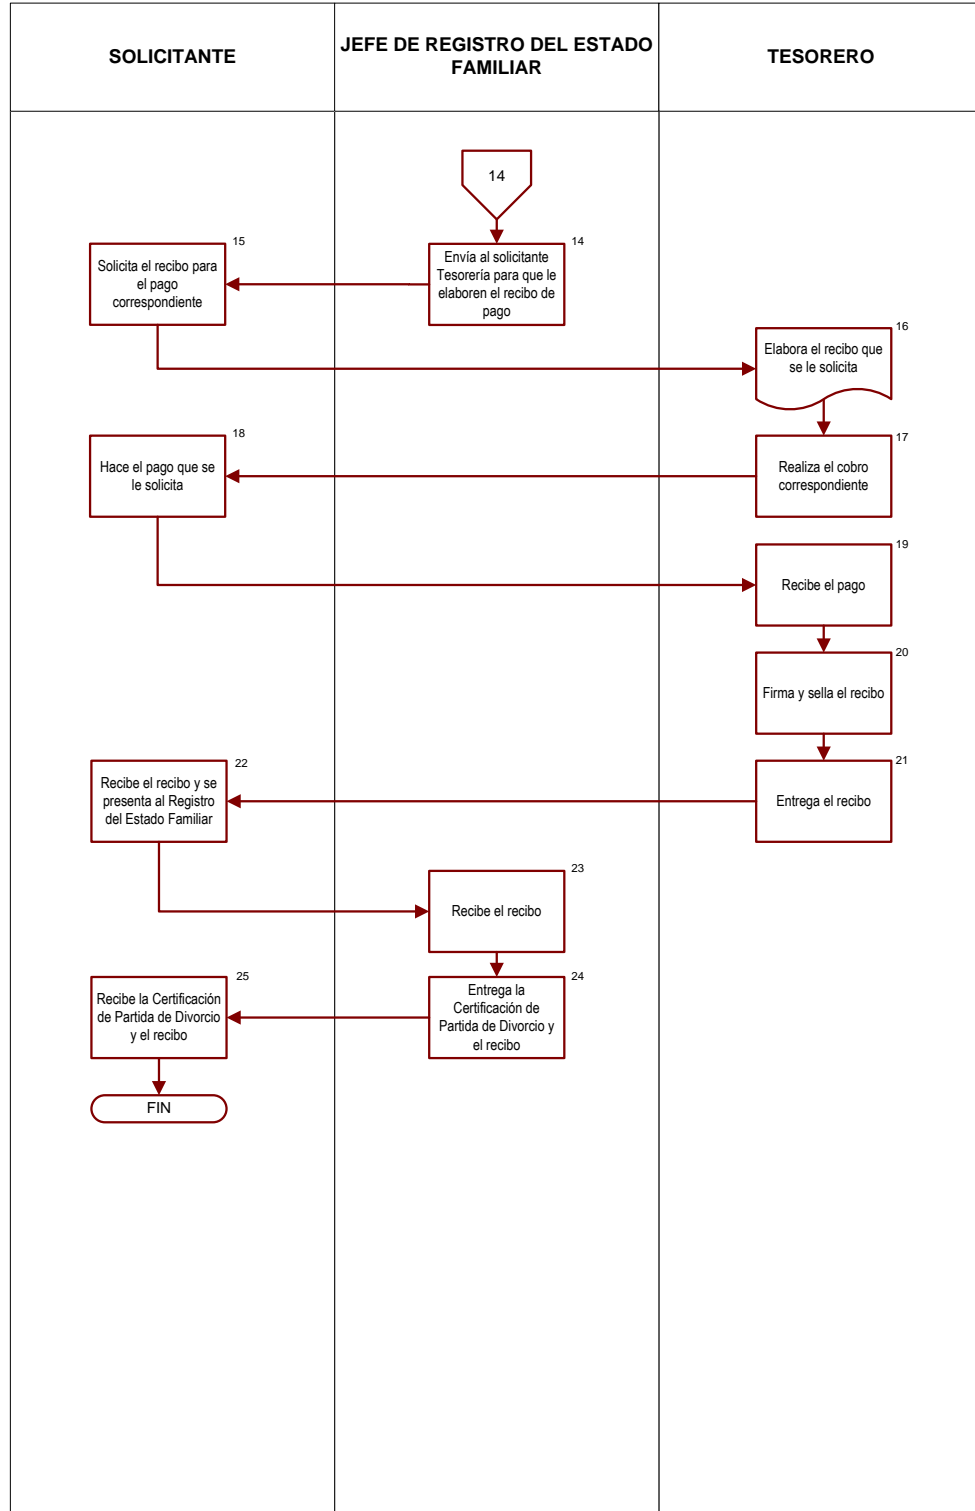 SOLICITANTE
JEFE DE REGISTRO DEL ESTADO
FAMILIAR
TESORERO
14
14
Envía al solicitante
Tesorería para que le
elaboren el recibo de
pago
15
Solicita el recibo para
el pago
correspondiente
16
Elabora el recibo que
se le solicita
17
Realiza el cobro
correspondiente
18
Hace el pago que se
le solicita
19
Recibe el pago
20
Firma y sella el recibo
21
Entrega el recibo
22
Recibe el recibo y se
presenta al Registro
del Estado Familiar
23
Recibe el recibo
24
Entrega la
Certificación de
Partida de Divorcio y
el recibo
25
Recibe la Certificación
de Partida de Divorcio
y el recibo
FIN